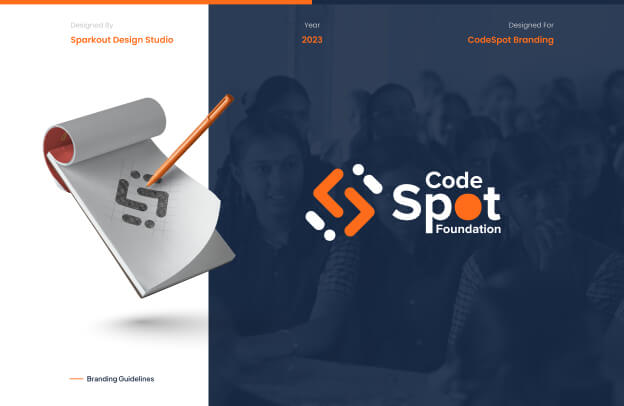 Designed By
Sparkout Design Studio
Year
2023
Designed For
CodeSpot Branding
Code
Spot
Foundation
Branding Guidelines